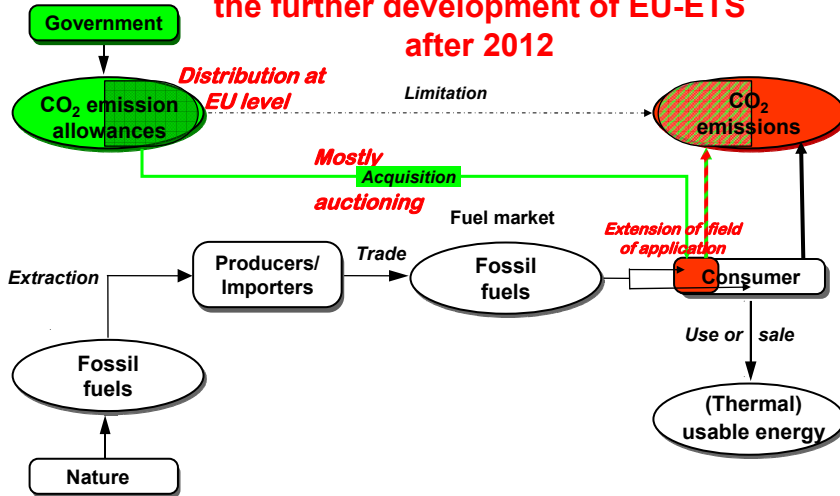 the further development of EU-ETS
after 2012
Government
Distribution at
EU level
CO₂ emission
allowances
Limitation
CO₂
emissions
Mostly
Acquisition
auctioning
Fuel market
Extension of field
of application
Extraction
Producers/
Importers
Trade
Fossil
fuels
Consumer
Use or sale
Fossil
fuels
(Thermal)
usable energy
Nature